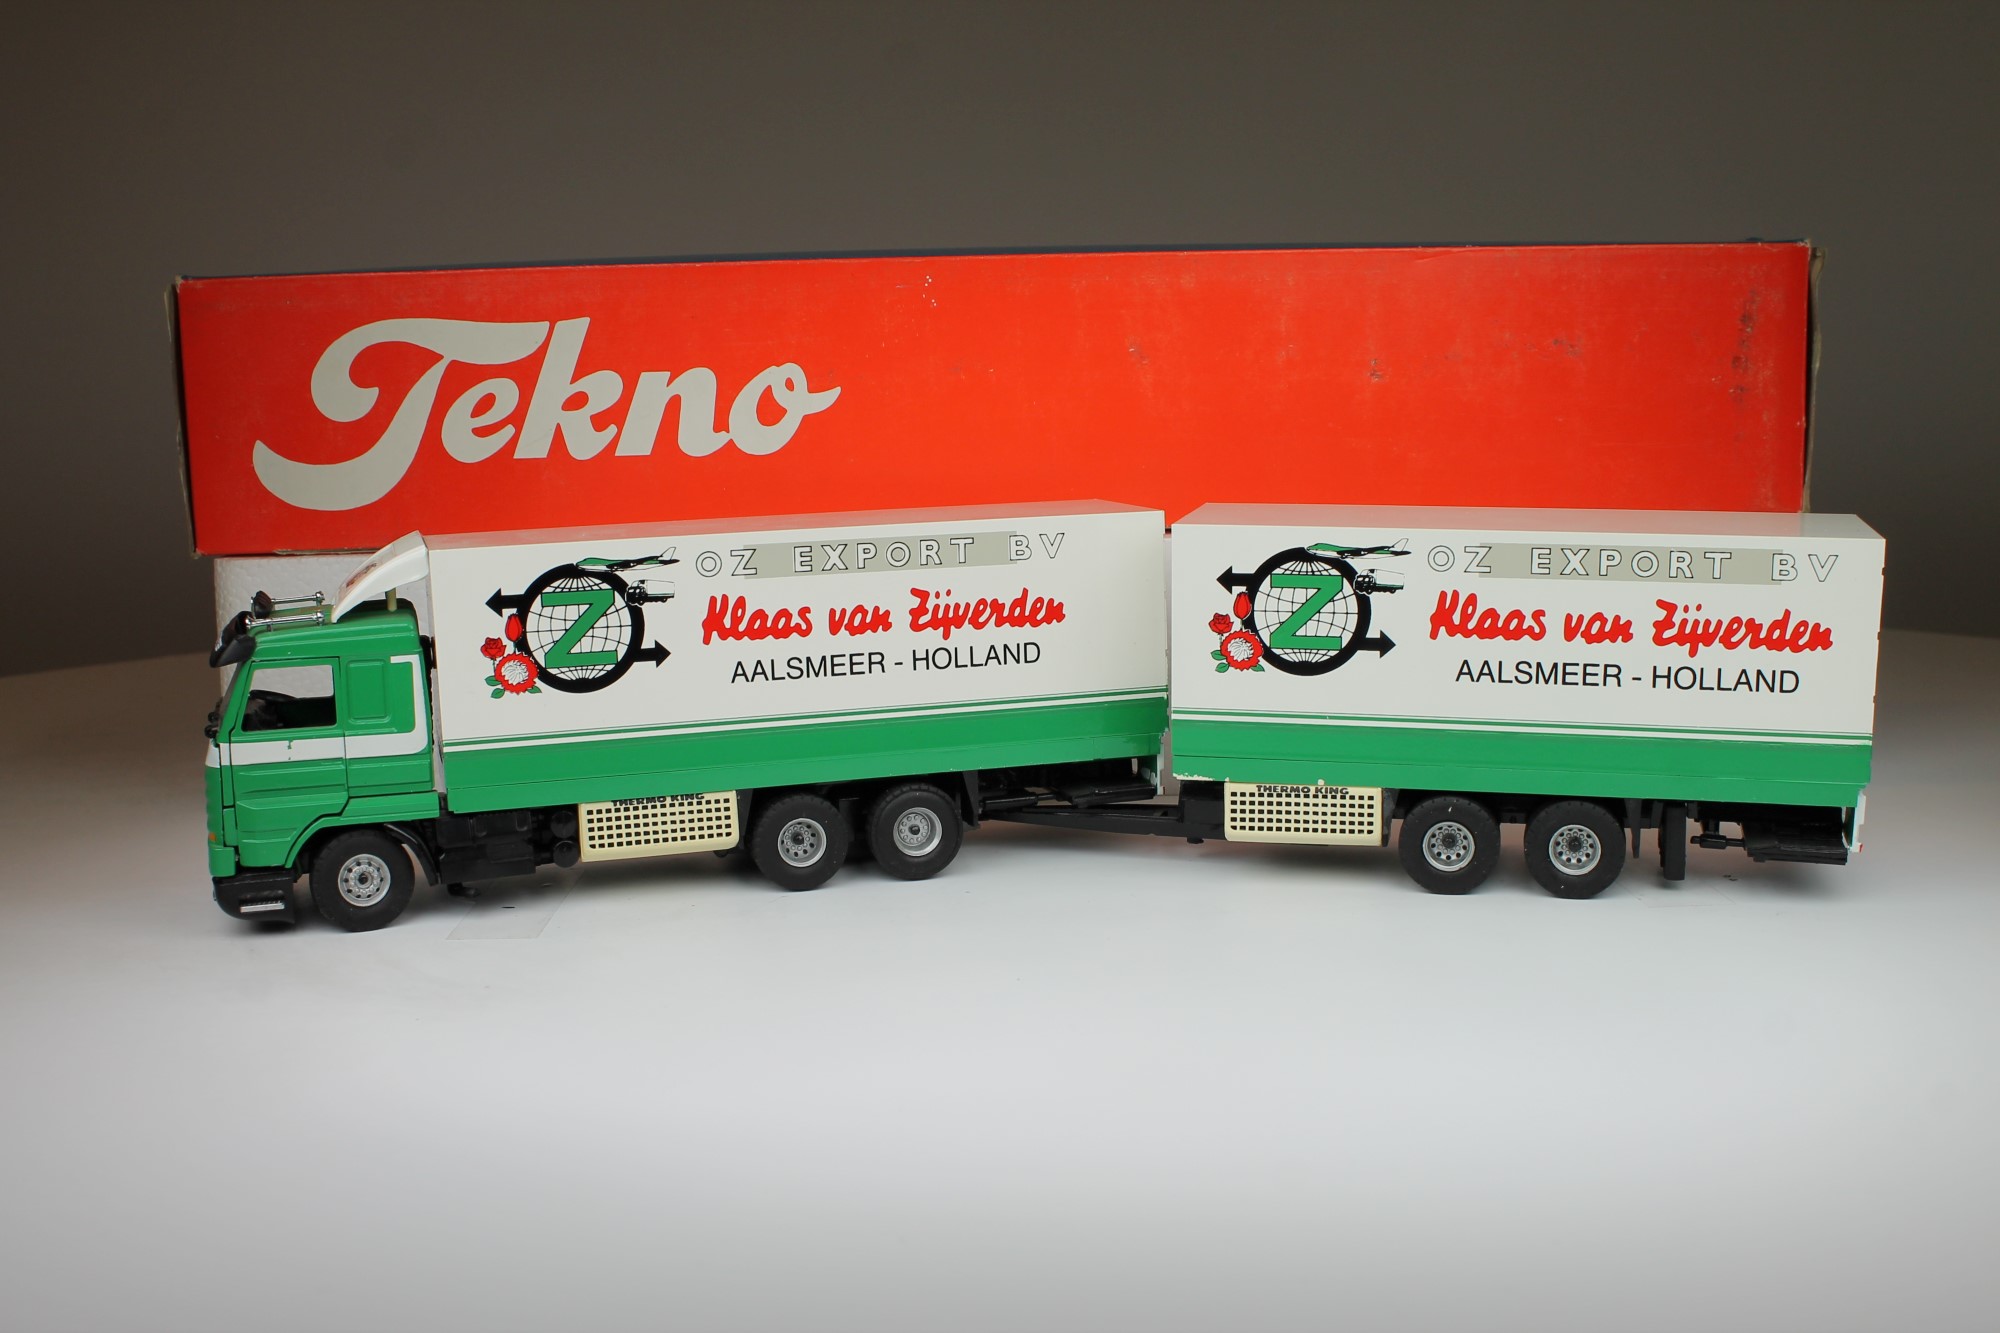 Tekno
OZ EXPORT BV
Klaas van Zijverden
AALSMEER - HOLLAND
Z
THERMO KING
OZ EXPORT BV
Klaas van Zijverden
AALSMEER - HOLLAND
Z
THERMO KING